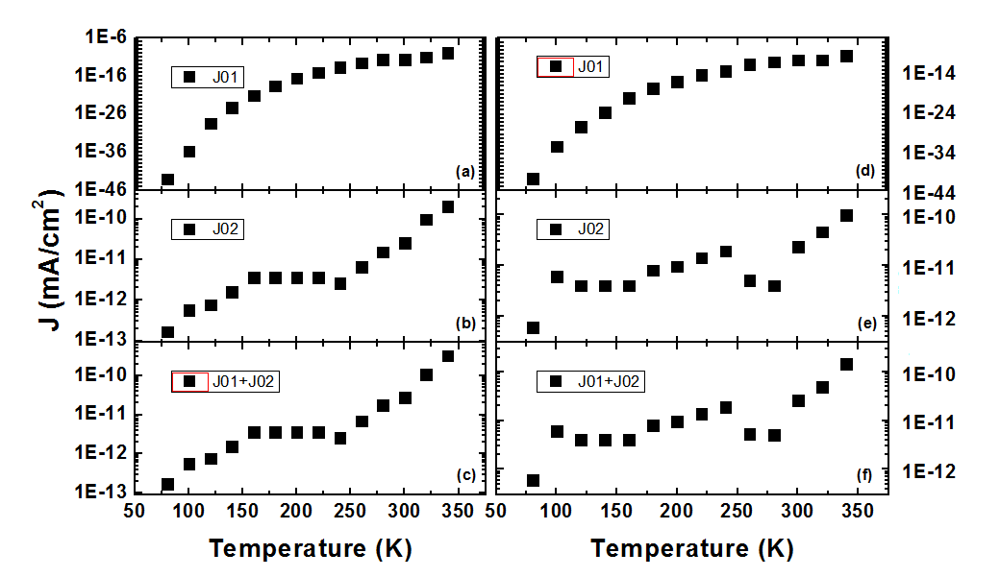 J (mA/cm²)
1E-6
1E-16
1E-26
1E-36
1E-46
J01
(a)
1E-10
1E-11
1E-12
1E-13
J02
(b)
1E-10
1E-11
1E-12
1E-13
J01+J02
(c)
50 100 150 200 250 300 350
Temperature (K)
J01
(d)
1E-14
1E-24
1E-34
1E-44
J02
(e)
1E-10
1E-11
1E-12
J01+J02
(f)
1E-10
1E-11
1E-12
50 100 150 200 250 300 350
Temperature (K)